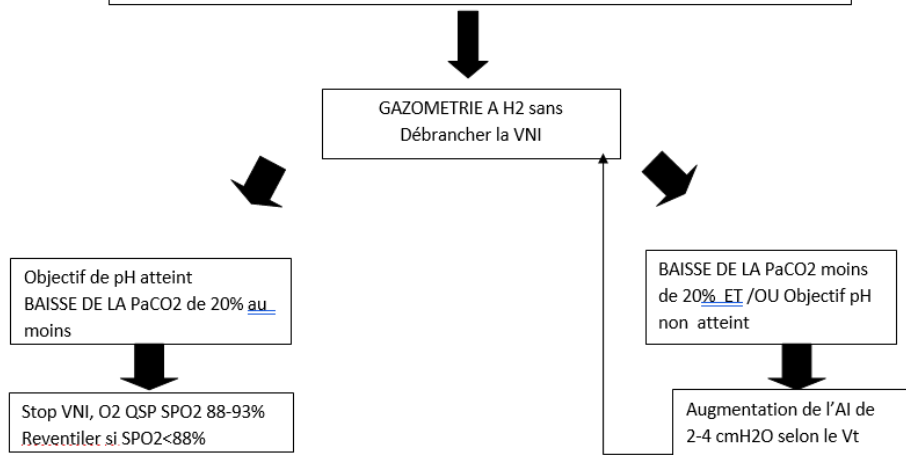 GAZOMETRIE A H2 sans
Débrancher la VNI
Objectif de pH atteint
BAISSE DE LA PaCO2 de 20% au
moins
BAISSE DE LA PaCO2 moins
de 20% ET /OU Objectif pH
non atteint
Stop VNI, O2 QSP SPO2 88-93%
Reventiler si SPO2<88%
Augmentation de l’AI de
2-4 cmH2O selon le Vt